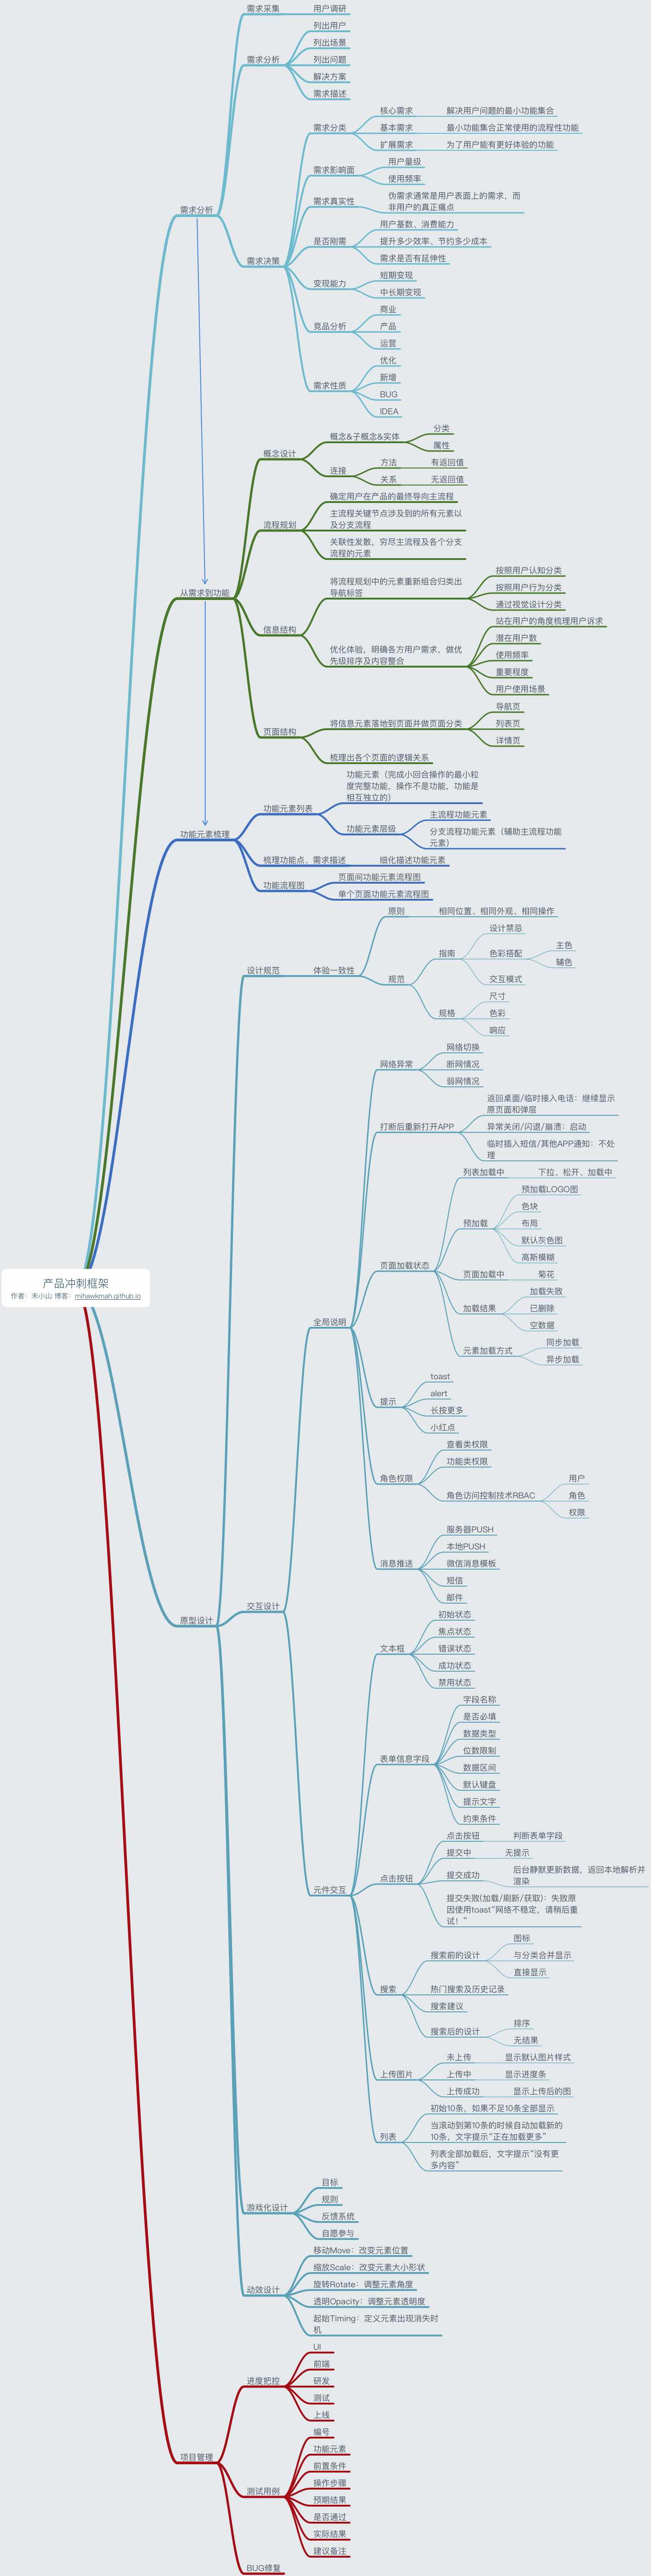 需求采集
用户调研
列出用户
列出场景
需求分析
列出问题
解决方案
需求描述
核心需求
解决用户问题的最小功能集合
需求分类
基本需求
最小功能集合正常使用的流程性功能
扩展需求
为了用户能有更好体验的功能
需求影响面
用户量级
使用频率
需求真实性
伪需求通常是用户表面上的需求，而
非用户的真正痛点
需求分析
用户基数、消费能力
是否刚需
提升多少效率、节约多少成本
需求是否有延伸性
需求决策
变现能力
短期变现
中长期变现
商业
竞品分析
产品
运营
优化
新增
需求性质
BUG
IDEA
概念设计
概念&子概念&实体
分类
属性
连接
方法
有返回值
关系
无返回值
确定用户在产品的最终导向主流程
流程规划
主流程关键节点涉及到的所有元素以
及分支流程
关联性发散，穷尽主流程及各个分支
流程的元素
从需求到功能
将流程规划中的元素重新组合归类出
导航标签
按照用户认知分类
按照用户行为分类
通过视觉设计分类
信息结构
优化体验，明确各方用户需求，做优
先级排序及内容整合
站在用户的角度梳理用户诉求
潜在用户数
使用频率
重要程度
用户使用场景
页面结构
将信息元素落地到页面并做页面分类
导航页
列表页
详情页
梳理出各个页面的逻辑关系
功能元素梳理
功能元素列表
功能元素（完成小回合操作的最小粒
度完整功能，操作不是功能，功能是
相互独立的）
功能元素层级
主流程功能元素
分支流程功能元素（辅助主流程功能
元素）
梳理功能点、需求描述
细化描述功能元素
功能流程图
页面间功能元素流程图
单个页面功能元素流程图
设计规范
体验一致性
原则
相同位置、相同外观、相同操作
规范
指南
设计禁忌
色彩搭配
主色
辅色
交互模式
规格
尺寸
色彩
响应
网络异常
网络切换
断网情况
弱网情况
打断后重新打开APP
返回桌面/临时接入电话：继续显示
原页面和弹层
异常关闭/闪退/崩溃：启动
临时插入短信/其他APP通知：不处
理
页面加载状态
列表加载中
下拉、松开、加载中
预加载
预加载LOGO图
色块
布局
默认灰色图
高斯模糊
页面加载中
菊花
加载结果
加载失败
已删除
空数据
元素加载方式
同步加载
异步加载
产品冲刺框架
作者：米小山 博客：mihawkmah.github.io
全局说明
提示
toast
alert
长按更多
小红点
角色权限
查看类权限
功能类权限
角色访问控制技术RBAC
用户
角色
权限
消息推送
服务器PUSH
本地PUSH
微信消息模板
短信
邮件
原型设计
交互设计
文本框
初始状态
焦点状态
错误状态
成功状态
禁用状态
表单信息字段
字段名称
是否必填
数据类型
位数限制
数据区间
默认键盘
提示文字
约束条件
元件交互
点击按钮
点击按钮
判断表单字段
提交中
无提示
提交成功
后台静默更新数据，返回本地解析并
渲染
提交失败(加载/刷新/获取)：失败原
因使用toast“网络不稳定，请稍后重
试！”
搜索
搜索前的设计
图标
与分类合并显示
直接显示
热门搜索及历史记录
搜索建议
搜索后的设计
排序
无结果
上传图片
未上传
显示默认图片样式
上传中
显示进度条
上传成功
显示上传后的图
列表
初始10条，如果不足10条全部显示
当滚动到第10条的时候自动加载新的
10条，文字提示“正在加载更多”
列表全部加载后，文字提示“没有更
多内容”
游戏化设计
目标
规则
反馈系统
自愿参与
动效设计
移动Move：改变元素位置
缩放Scale：改变元素大小形状
旋转Rotate：调整元素角度
透明Opacity：调整元素透明度
起始Timing：定义元素出现消失时
机
项目管理
进度把控
UI
前端
研发
测试
上线
测试用例
编号
功能元素
前置条件
操作步骤
预期结果
是否通过
实际结果
建议备注
BUG修复